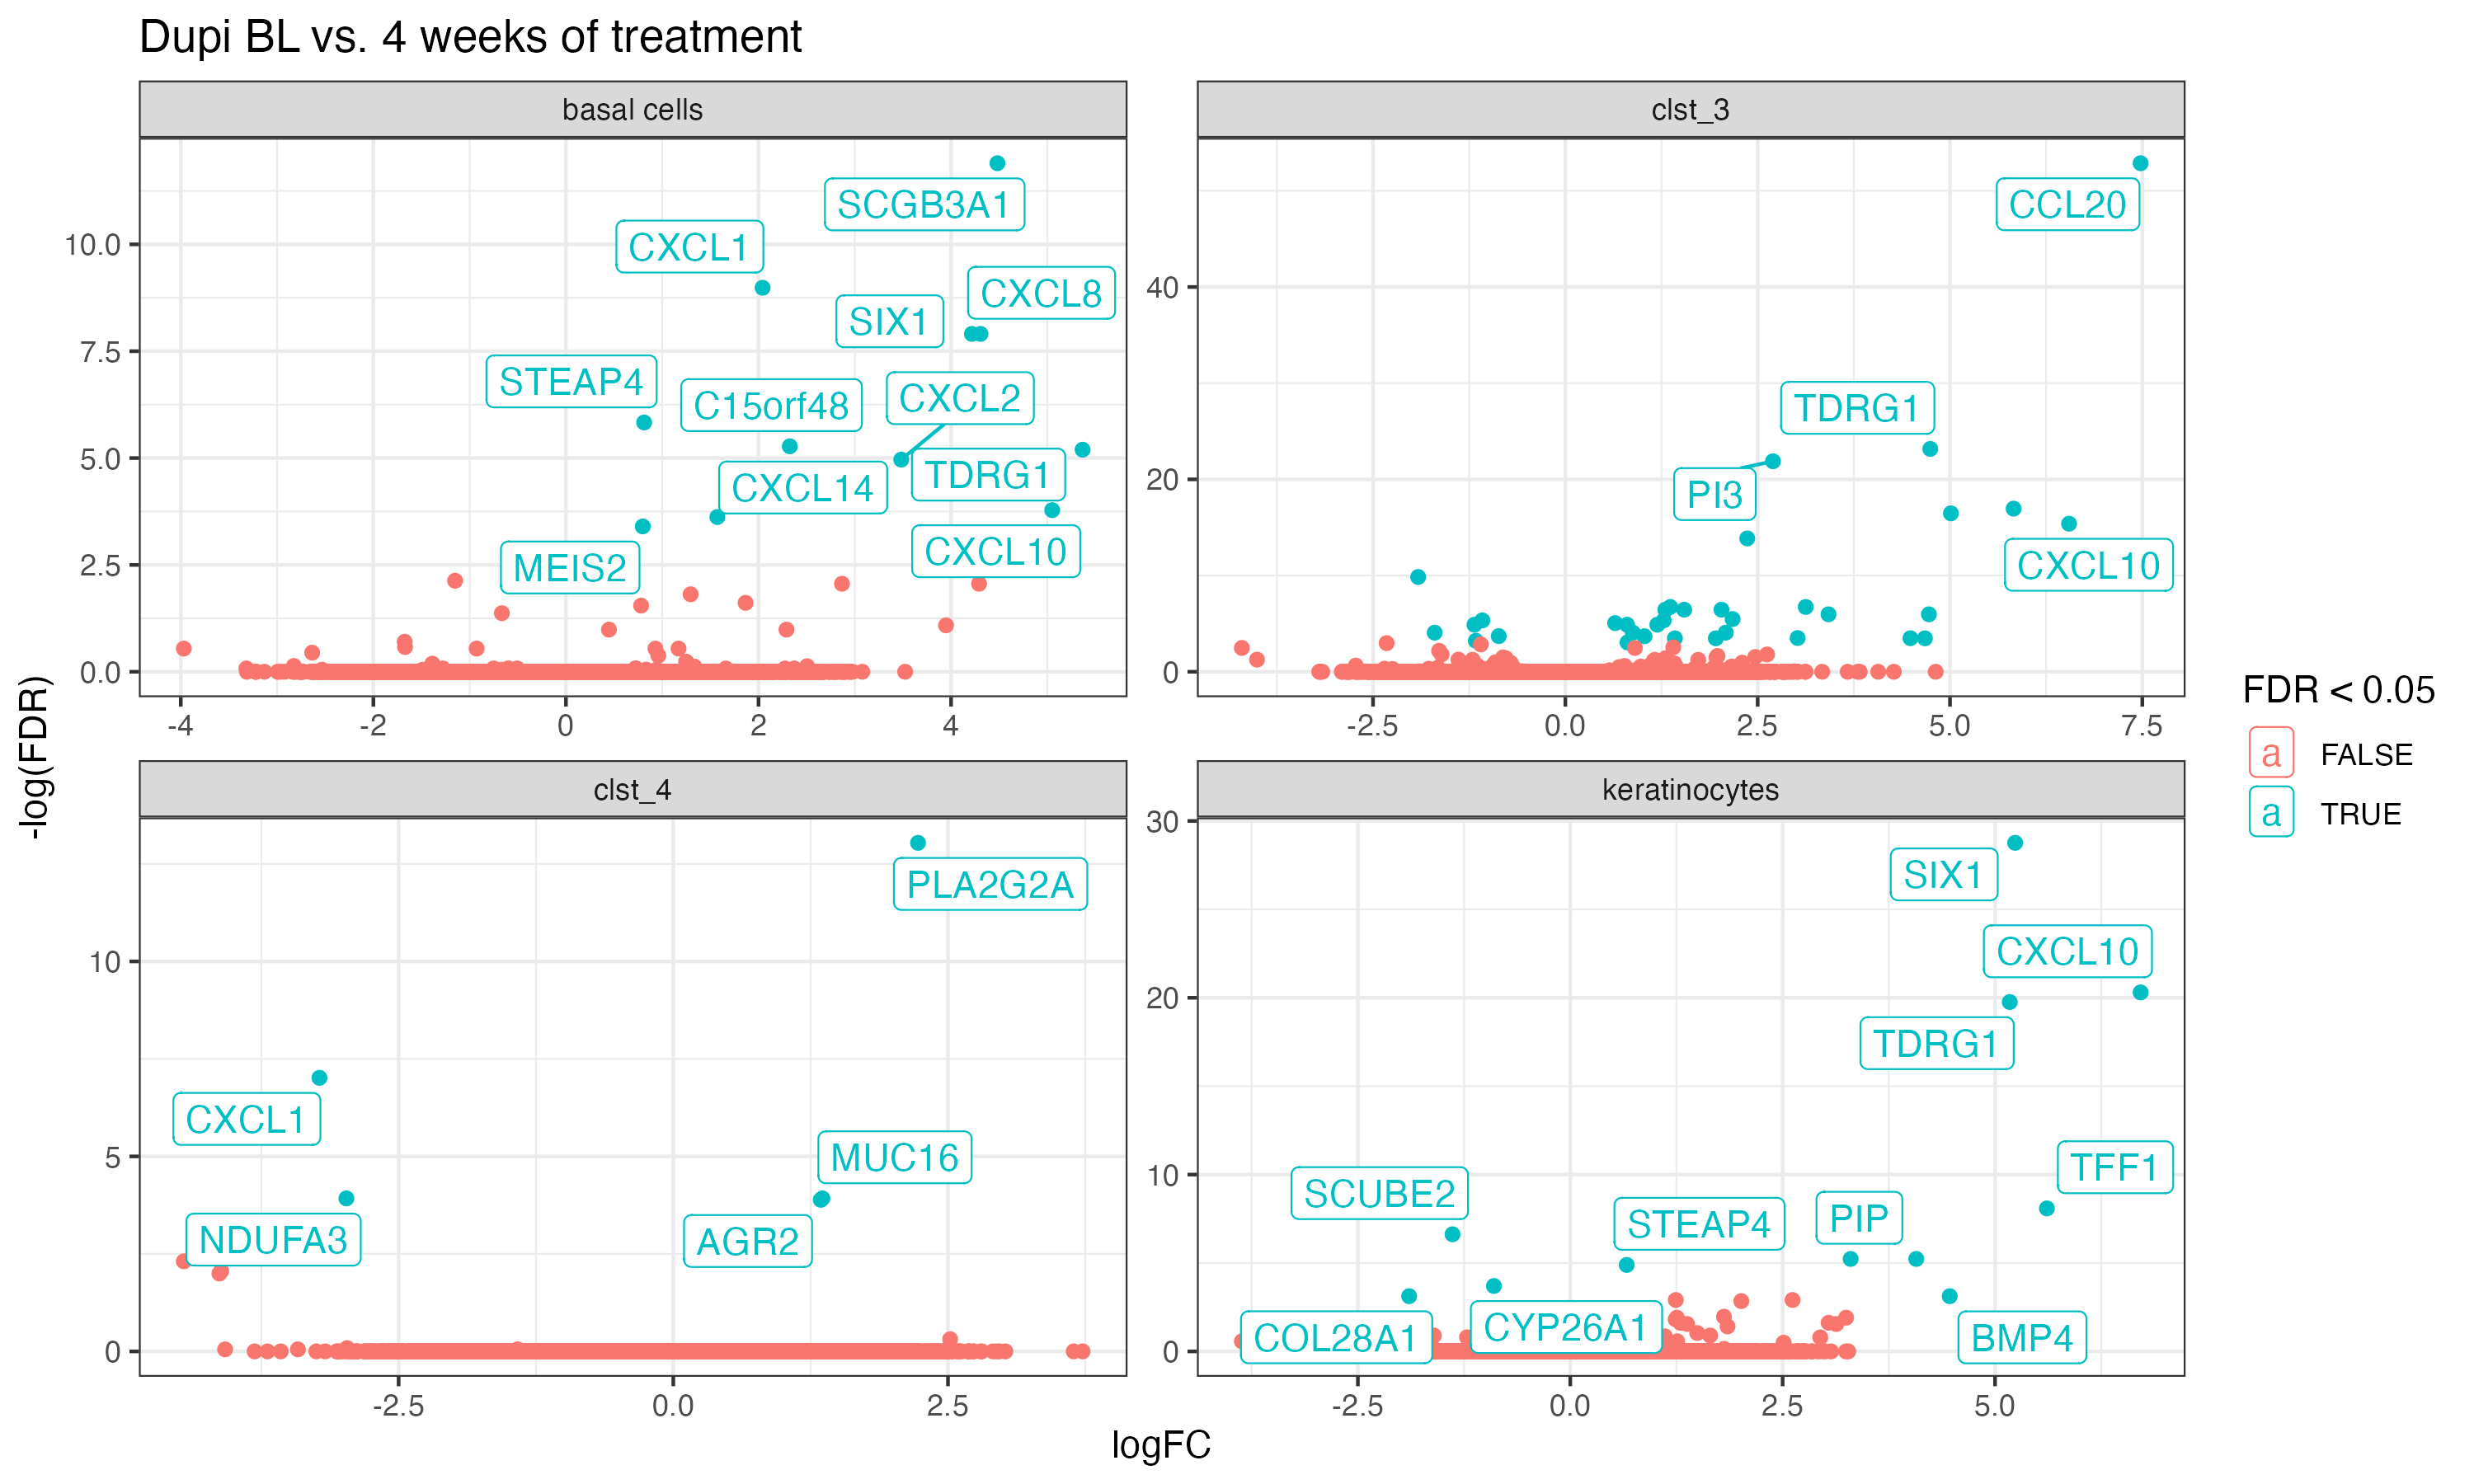 Dupi BL vs. 4 weeks of treatment
basal cells
SCGB3A1
CXCL1
CXCL8
SIX1
STEAP4
C15orf48
CXCL2
TDRG1
CXCL14
CXCL10
MEIS2
10.0
7.5
5.0
2.5
0.0
-4
-2
0
2
4
clst_3
CCL20
TDRG1
PI3
CXCL10
40
20
0
-2.5
0.0
2.5
5.0
7.5
clst_4
PLA2G2A
CXCL1
MUC16
NDUFA3
AGR2
10
5
0
-2.5
0.0
2.5
keratinocytes
SIX1
CXCL10
TDRG1
TFF1
SCUBE2
STEAP4
PIP
COL28A1
CYP26A1
BMP4
30
20
10
0
-2.5
0.0
2.5
5.0
-log(FDR)
logFC
FDR < 0.05
a FALSE
a TRUE